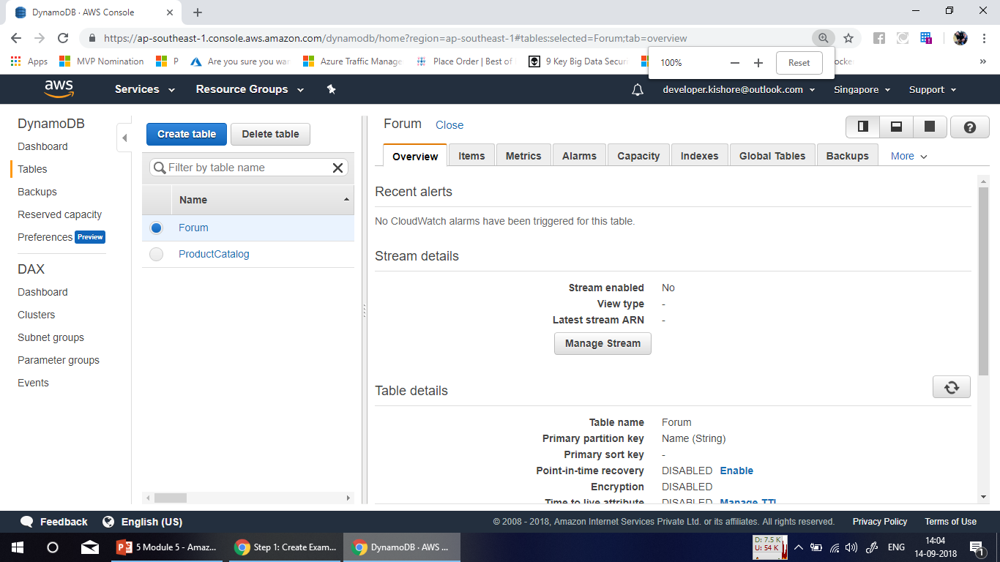 DynamoDB · AWS Console
https://ap-southeast-1.console.aws.amazon.com/dynamodb/home?region=ap-southeast-1#tables:selected=Forum;tab=overview
Apps MVP Nomination P Are you sure you war Azure Traffic Manage Place Order | Best of 9 Key Big Data Securi ocke »
100% Reset
aws Services Resource Groups developer.kishore@outlook.com Singapore Support
DynamoDB
Dashboard
Tables
Backups
Reserved capacity
Preferences Preview
DAX
Dashboard
Clusters
Subnet groups
Parameter groups
Events
Create table Delete table
Filter by table name
Name
Forum
ProductCatalog
Forum Close
Overview Items Metrics Alarms Capacity Indexes Global Tables Backups More
Recent alerts
No CloudWatch alarms have been triggered for this table.
Stream details
Stream enabled No
View type -
Latest stream ARN -
Manage Stream
Table details
Table name Forum
Primary partition key Name (String)
Primary sort key -
Point-in-time recovery DISABLED Enable
Encryption DISABLED
Time to live attribute DISABLED Manage TTL
Feedback English (US) © 2008 - 2018, Amazon Internet Services Private Ltd. or its affiliates. All rights reserved. Privacy Policy Terms of Use
5 Module 5 - Amaz... Step 1: Create Exam... DynamoDB · AWS ...
D: 7.5 K
U: 54 K
ENG
14:04
14-09-2018
1